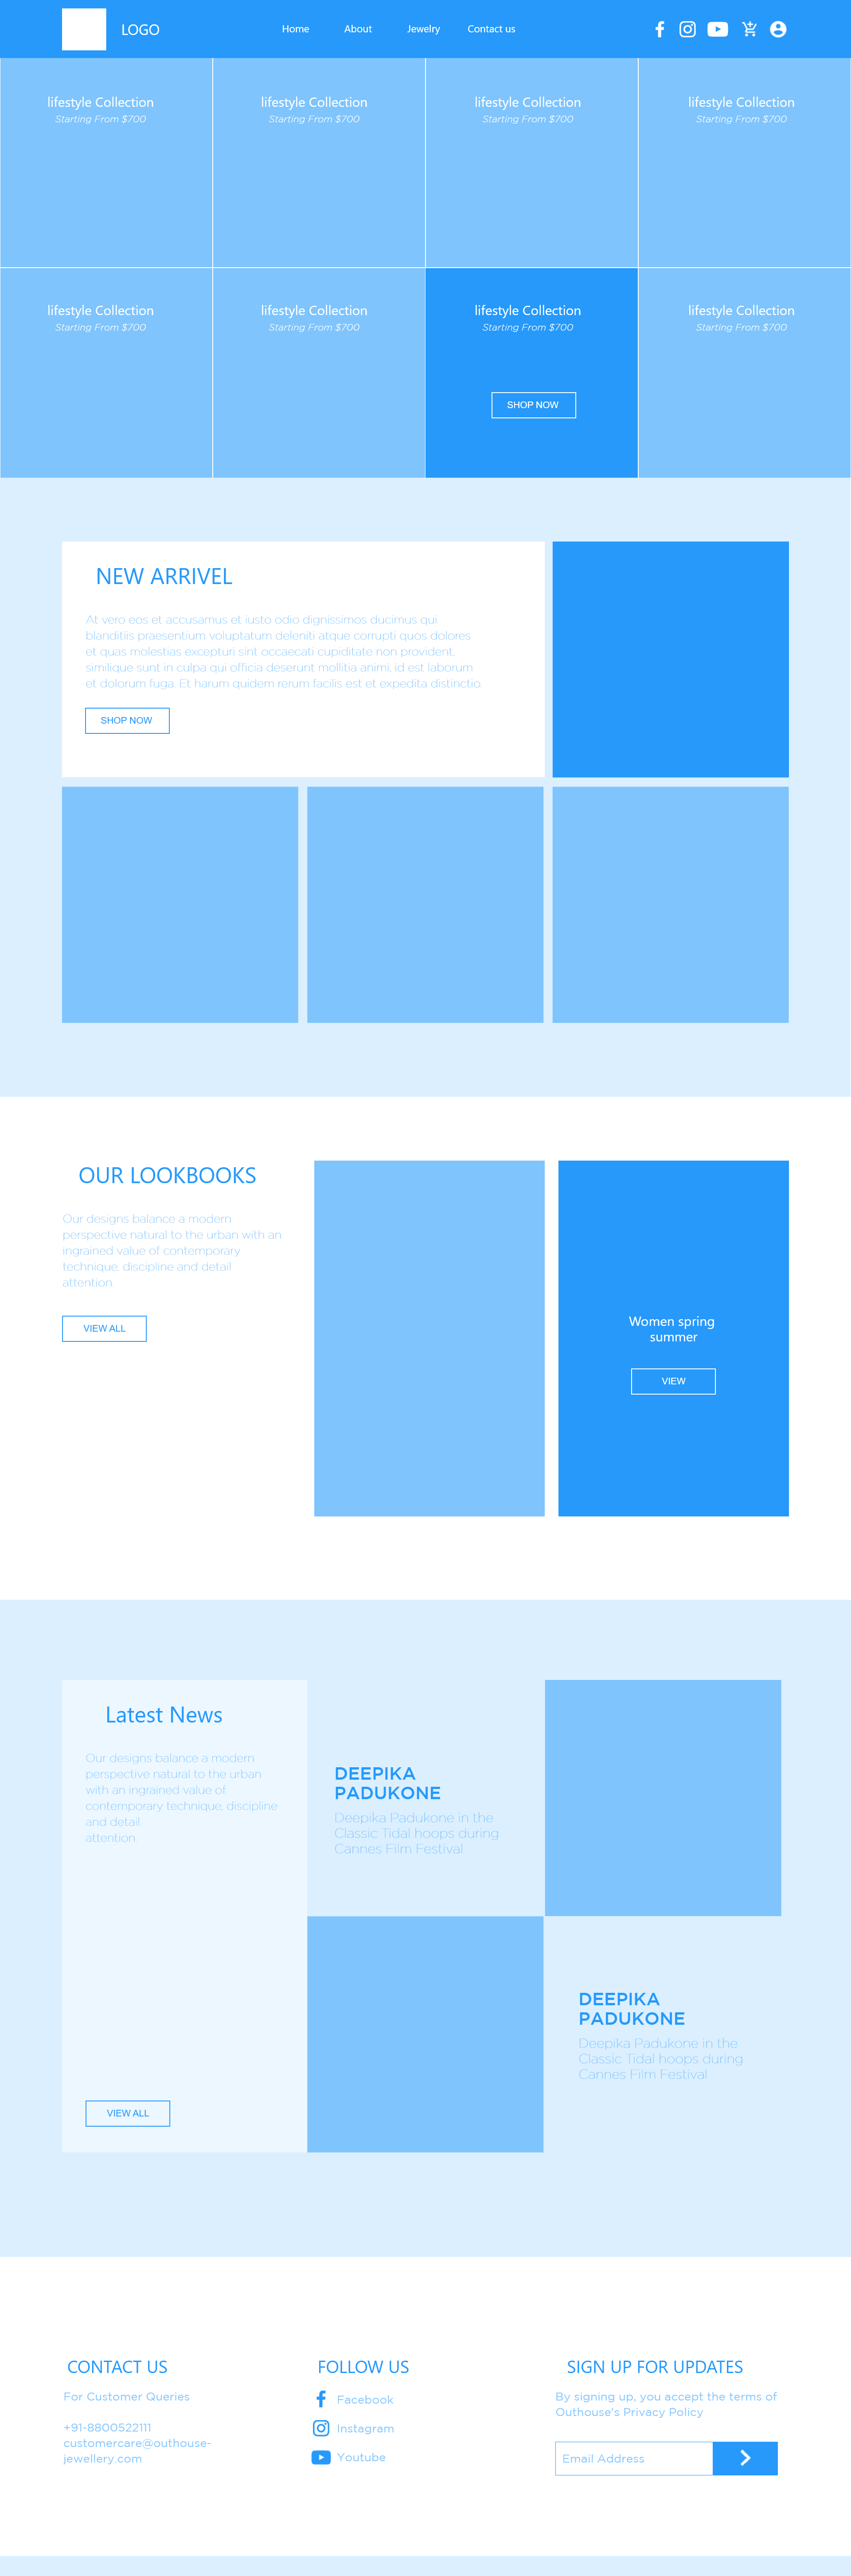 LOGO
Home
About
Jewelry
Contact us
lifestyle Collection
Starting From $700
lifestyle Collection
Starting From $700
lifestyle Collection
Starting From $700
lifestyle Collection
Starting From $700
lifestyle Collection
Starting From $700
lifestyle Collection
Starting From $700
lifestyle Collection
Starting From $700
SHOP NOW
lifestyle Collection
Starting From $700
NEW ARRIVEL
At vero eos et accusamus et iusto odio dignissimos ducimus qui
blanditiis praesentium voluptatum deleniti atque corrupti quos dolores
et quas molestias excepturi sint occaecati cupiditate non provident,
similique sunt in culpa qui officia deserunt mollitia animi, id est laborum
et dolorum fuga. Et harum quidem rerum facilis est et expedita distinctio.
SHOP NOW
OUR LOOKBOOKS
Our designs balance a modern
perspective natural to the urban with an
ingrained value of contemporary
technique, discipline and detail
attention.
VIEW ALL
Women spring
summer
VIEW
Latest News
Our designs balance a modern
perspective natural to the urban
with an ingrained value of
contemporary technique, discipline
and detail
attention.
VIEW ALL
DEEPIKA
PADUKONE
Deepika Padukone in the
Classic Tidal hoops during
Cannes Film Festival
DEEPIKA
PADUKONE
Deepika Padukone in the
Classic Tidal hoops during
Cannes Film Festival
CONTACT US
For Customer Queries
+91-8800522111
customercare@outhouse-
jewellery.com
FOLLOW US
Facebook
Instagram
Youtube
SIGN UP FOR UPDATES
By signing up, you accept the terms of
Outhouse's Privacy Policy
Email Address